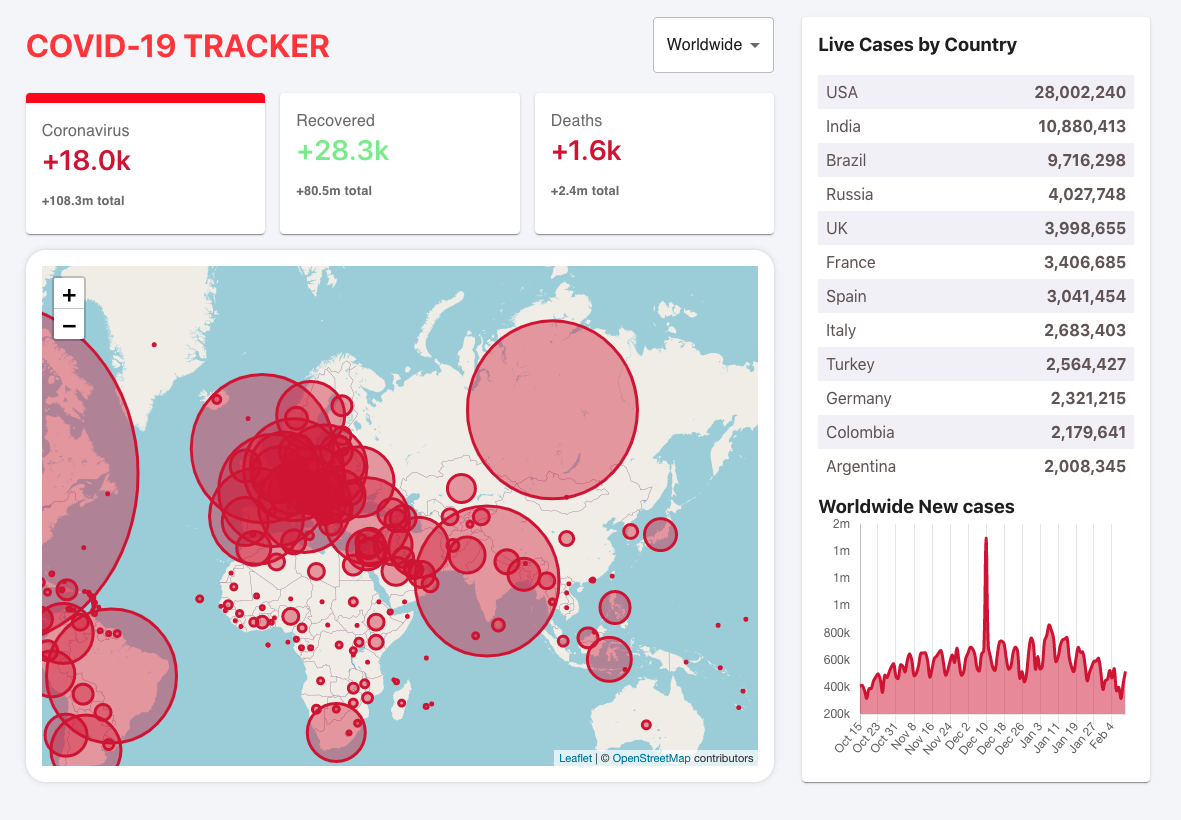 COVID-19 TRACKER
Worldwide
Coronavirus
+18.0k
+108.3m total
Recovered
+28.3k
+80.5m total
Deaths
+1.6k
+2.4m total
+
−
Leaflet | © OpenStreetMap contributors
Live Cases by Country
USA 28,002,240
India 10,880,413
Brazil 9,716,298
Russia 4,027,748
UK 3,998,655
France 3,406,685
Spain 3,041,454
Italy 2,683,403
Turkey 2,564,427
Germany 2,321,215
Colombia 2,179,641
Argentina 2,008,345
Worldwide New cases
2m
1m
1m
1m
800k
600k
400k
200k
Oct 15
Oct 23
Oct 31
Nov 8
Nov 16
Nov 24
Dec 2
Dec 10
Dec 18
Dec 26
Jan 3
Jan 11
Jan 19
Jan 27
Feb 4